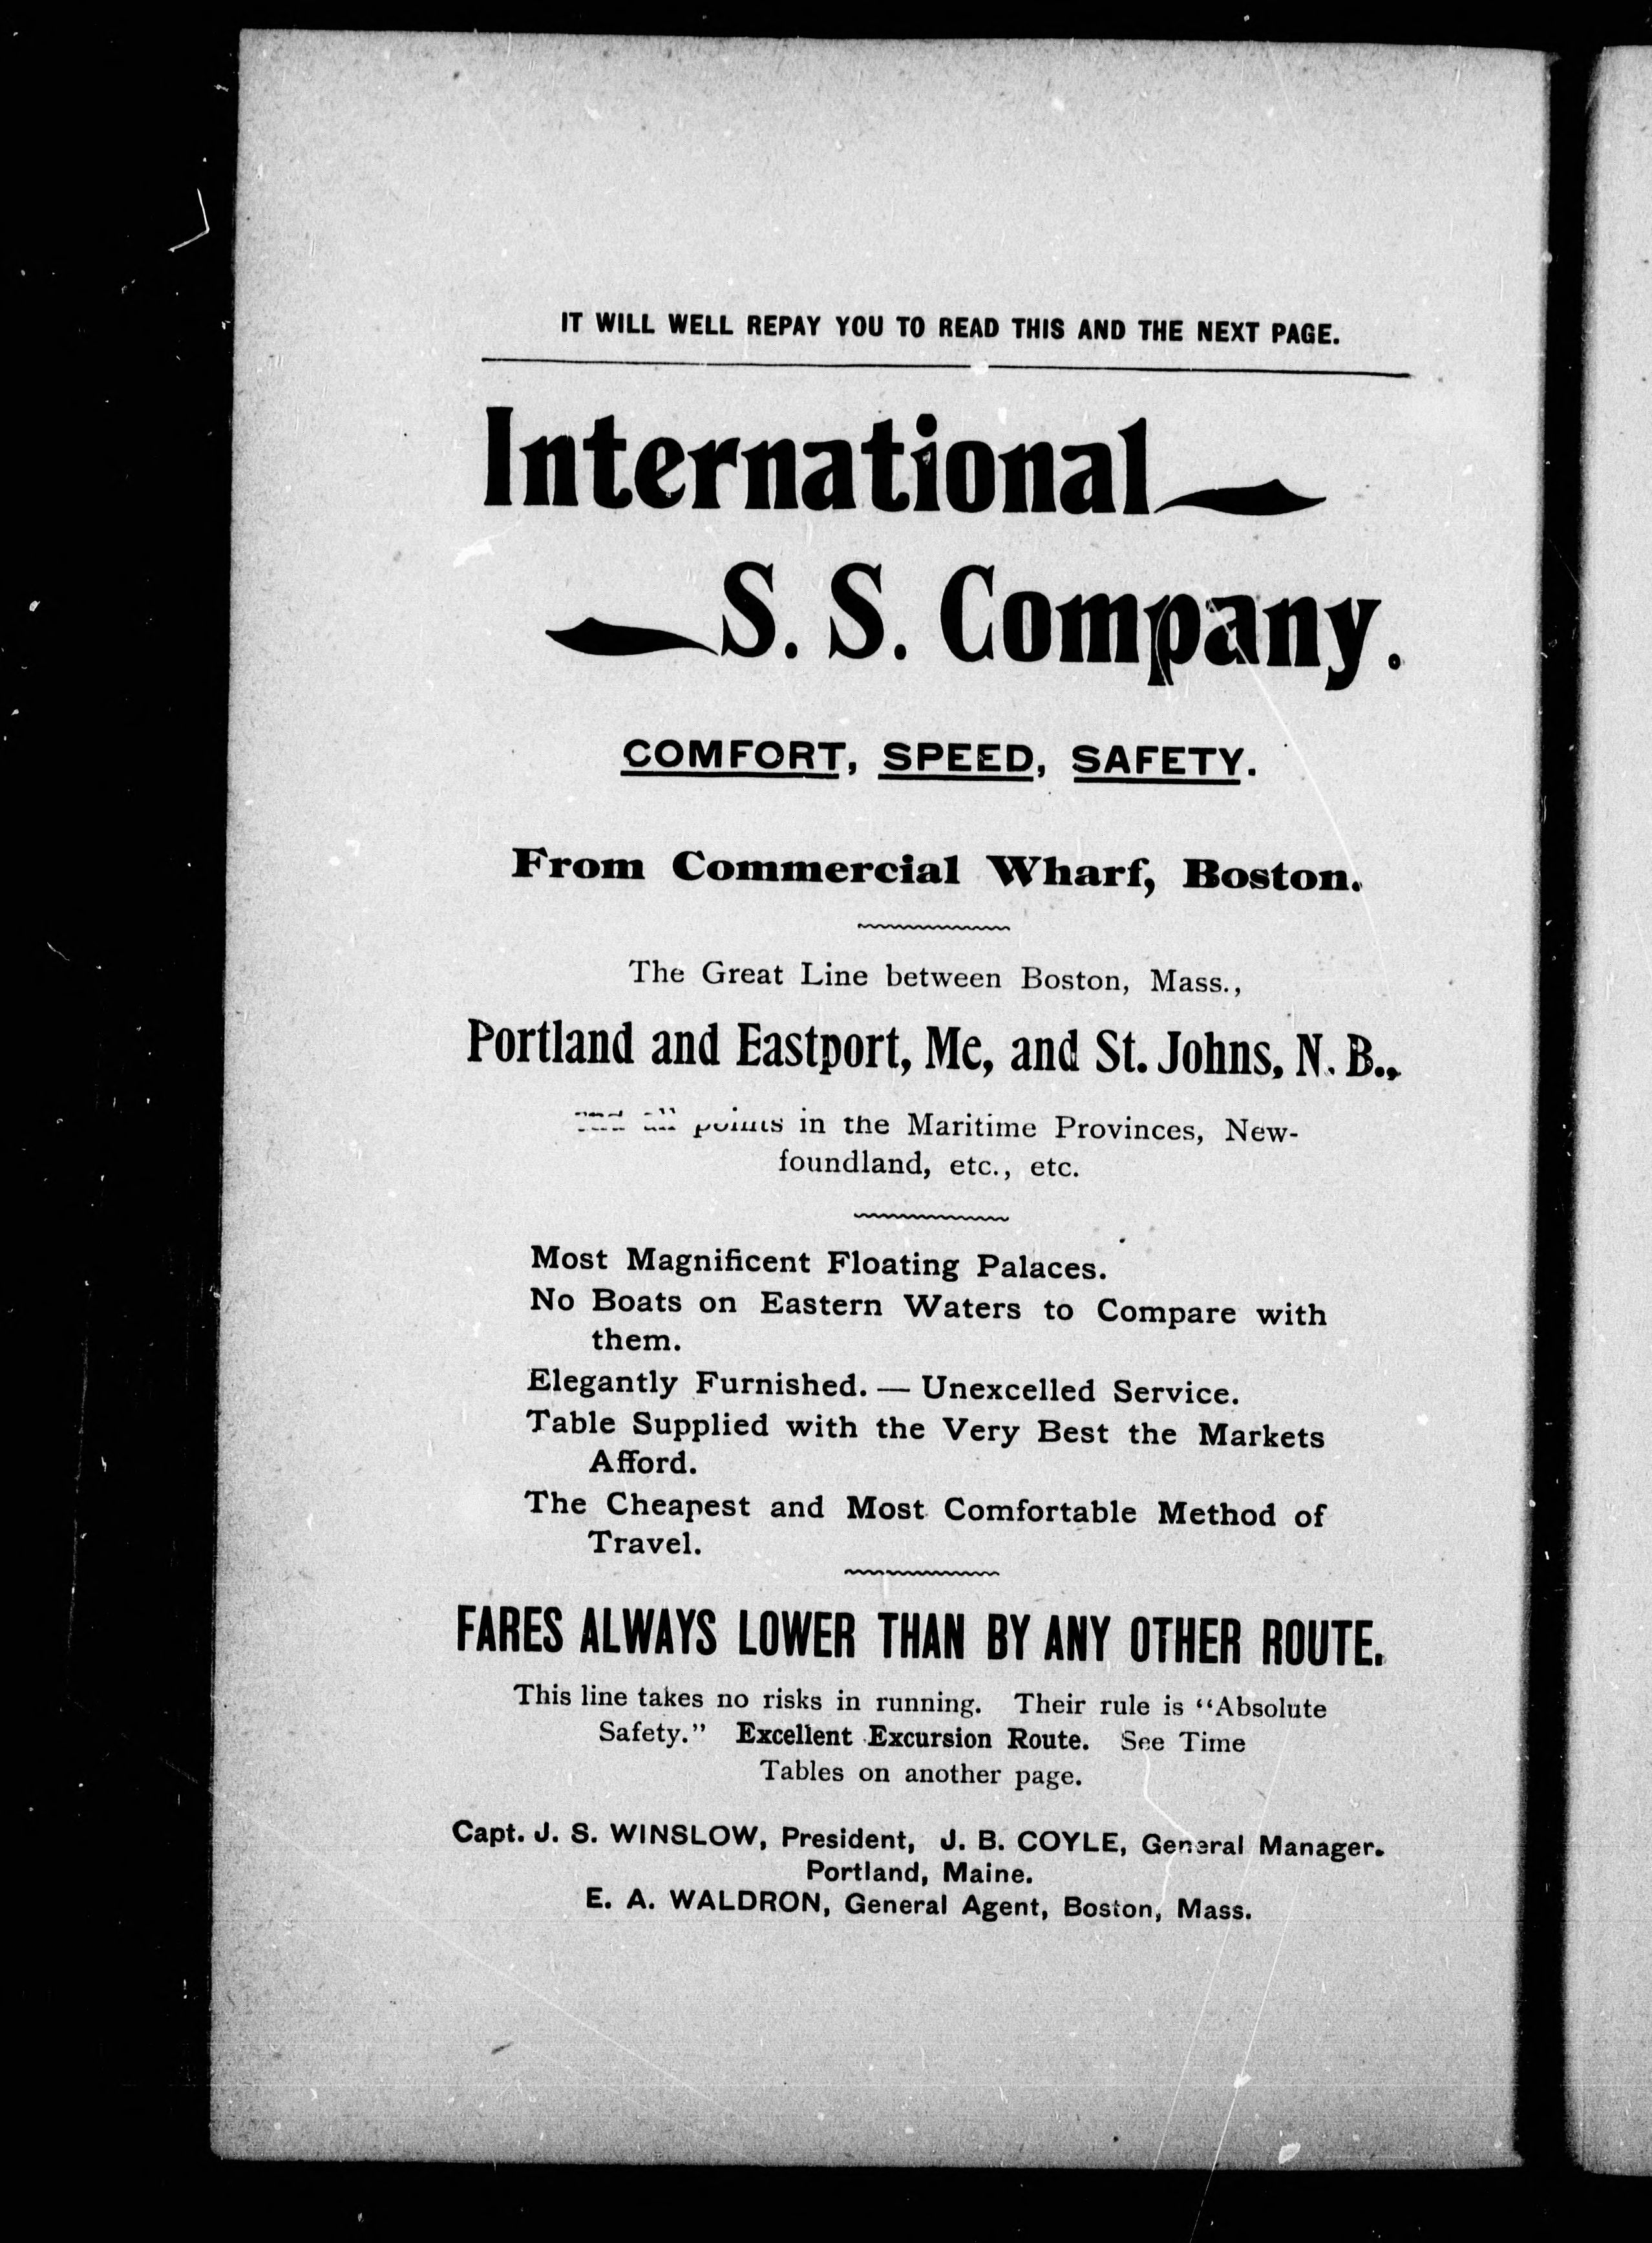 IT WILL WELL REPAY YOU TO READ THIS AND THE NEXT PAGE.
International
S. S. Company.
COMFORT, SPEED, SAFETY.
From Commercial Wharf, Boston.
The Great Line between Boston, Mass.,
Portland and Eastport, Me, and St. Johns, N. B.,
and all points in the Maritime Provinces, New-
foundland, etc., etc.
Most Magnificent Floating Palaces.
No Boats on Eastern Waters to Compare with
them.
Elegantly Furnished. — Unexcelled Service.
Table Supplied with the Very Best the Markets
Afford.
The Cheapest and Most Comfortable Method of
Travel.
FARES ALWAYS LOWER THAN BY ANY OTHER ROUTE.
This line takes no risks in running. Their rule is "Absolute
Safety." Excellent Excursion Route. See Time
Tables on another page.
Capt. J. S. WINSLOW, President, J. B. COYLE, General Manager.
Portland, Maine.
E. A. WALDRON, General Agent, Boston, Mass.